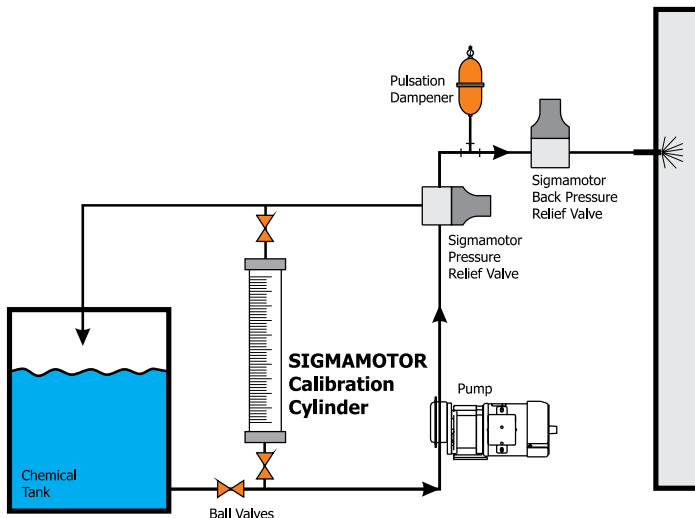 Pulsation
Dampener
Sigmamotor
Back Pressure
Relief Valve
Sigmamotor
Pressure
Relief Valve
SIGMAMOTOR
Calibration
Cylinder
Pump
Chemical
Tank
Ball Valves